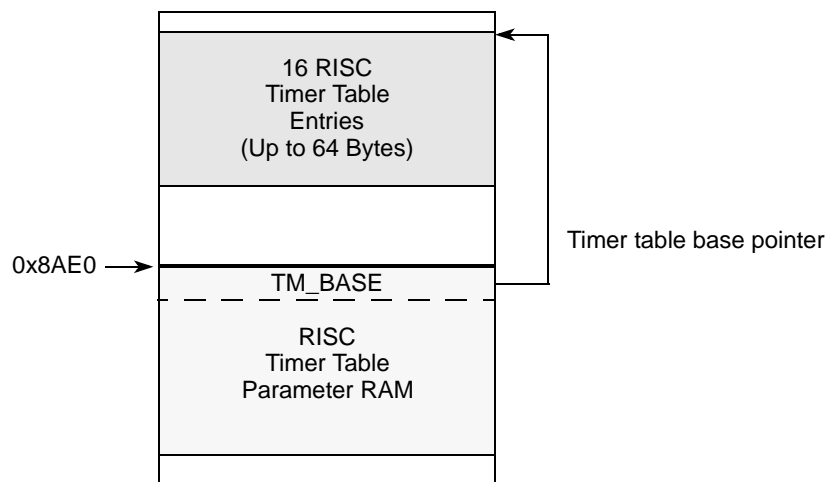 16 RISC
Timer Table
Entries
(Up to 64 Bytes)
Timer table base pointer
0x8AE0
TM_BASE
RISC
Timer Table
Parameter RAM